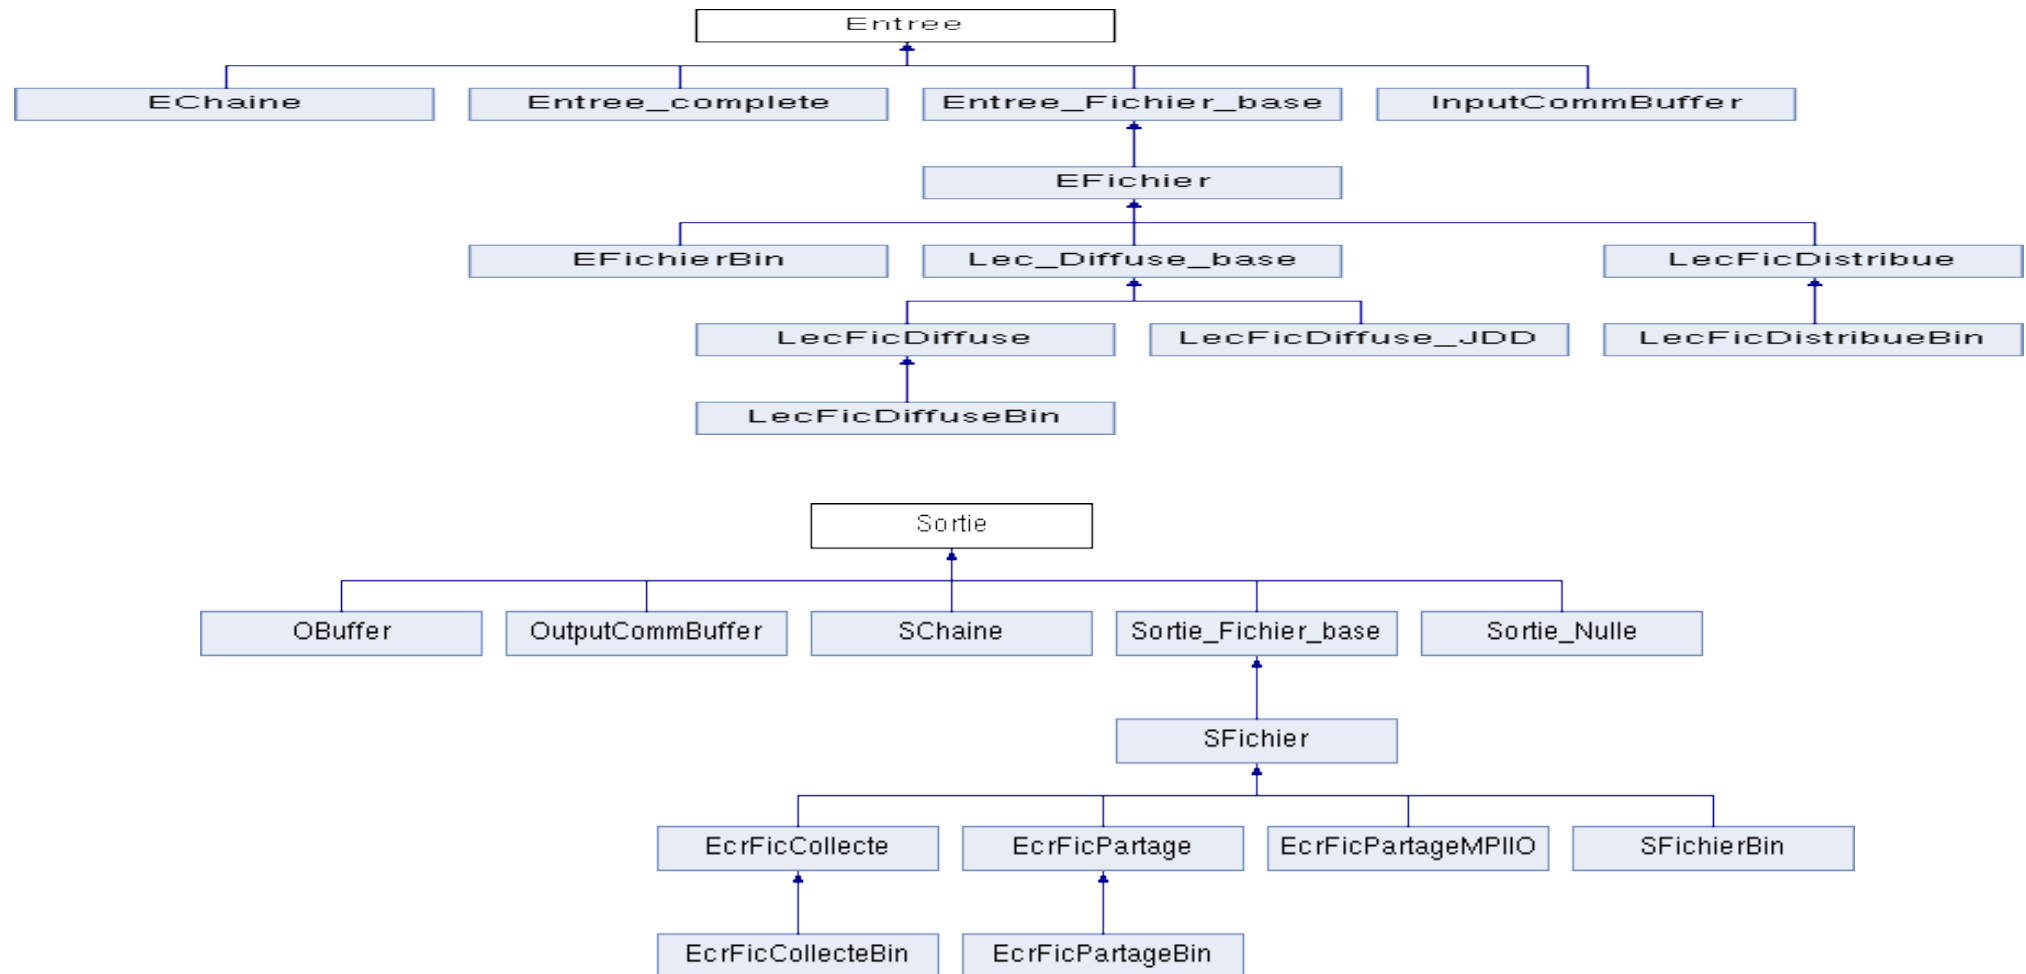 Entree
EChaine
Entree_complete
Entree_Fichier_base
InputCommBuffer
EFichier
EFichierBin
Lec_Diffuse_base
LecFicDistribue
LecFicDiffuse
LecFicDiffuse_JDD
LecFicDistribueBin
LecFicDiffuseBin
Sortie
OBuffer
OutputCommBuffer
SChaine
Sortie_Fichier_base
Sortie_Nulle
SFichier
EcrFicCollecte
EcrFicPartage
EcrFicPartageMPIIO
SFichierBin
EcrFicCollecteBin
EcrFicPartageBin